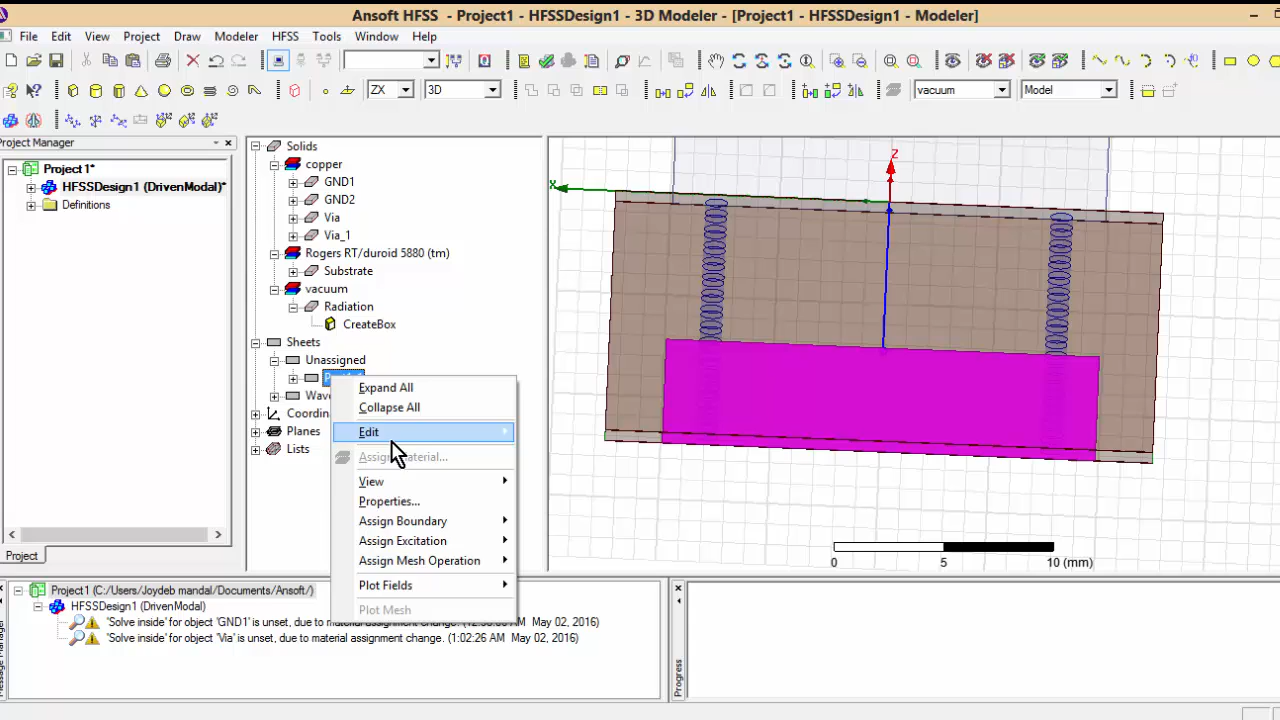 Ansoft HFSS - Project1 - HFSSDesign1 - 3D Modeler - [Project1 - HFSSDesign1 - Modeler]
File Edit View Project Draw Modeler HFSS Tools Window Help
ZX 3D vacuum Model
Project Manager
Project 1*
HFSSDesign1 (DrivenModal)*
Definitions
Project
Solids
copper
GND1
GND2
Via
Via_1
Rogers RT/duroid 5880 (tm)
Substrate
vacuum
Radiation
CreateBox
Sheets
Unassigned
Planes
Lists
Expand All
Collapse All
Edit
View
Properties...
Assign Boundary
Assign Excitation
Assign Mesh Operation
Plot Fields
Plot Mesh
X
Z
0 5 10 (mm)
Project1 (C:/Users/Joydeb mandal/Documents/Ansoft/)
HFSSDesign1 (DrivenModal)
'Solve inside' for object 'GND1' is unset, due to material assignment change. May 02, 2016)
'Solve inside' for object 'Via' is unset, due to material assignment change. (1:02:26 AM May 02, 2016)
Progress